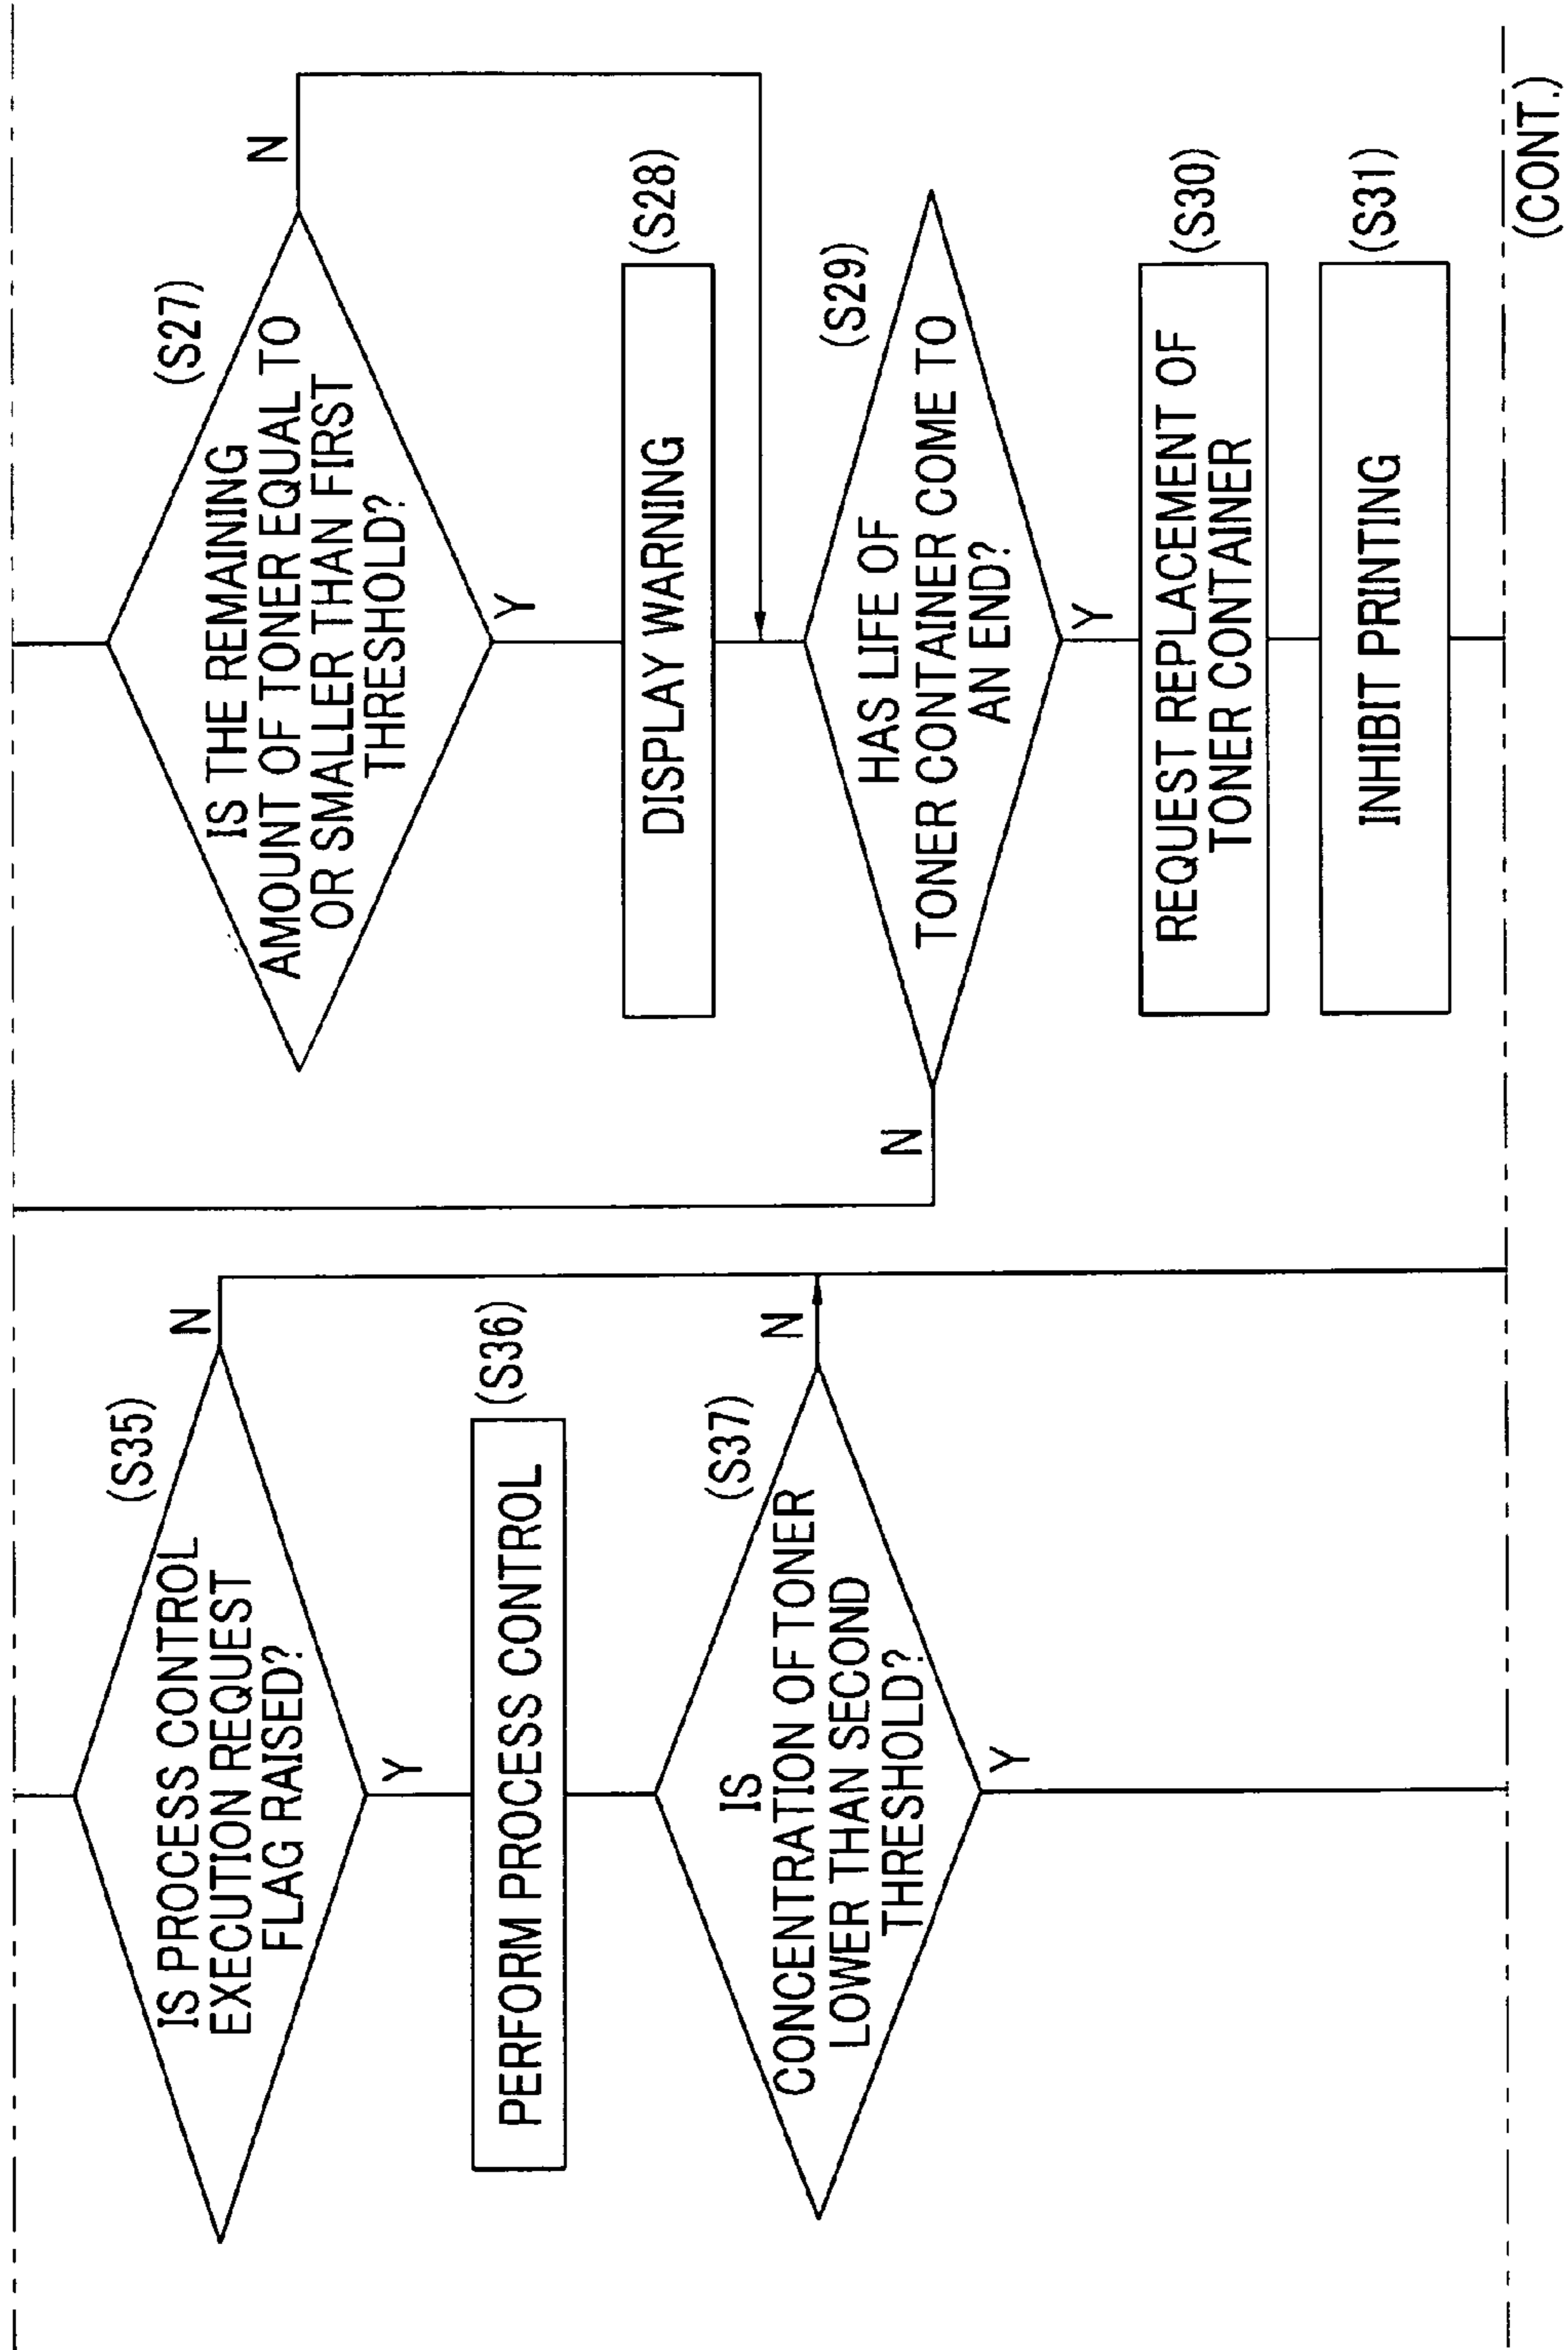 (S35)
IS PROCESS CONTROL
EXECUTION REQUEST
FLAG RAISED?
N
Y
(S36)
PERFORM PROCESS CONTROL
(S37)
IS
CONCENTRATION OF TONER
LOWER THAN SECOND
THRESHOLD?
N
Y
(S27)
IS THE REMAINING
AMOUNT OF TONER EQUAL TO
OR SMALLER THAN FIRST
THRESHOLD?
N
Y
(S28)
DISPLAY WARNING
(S29)
HAS LIFE OF
TONER CONTAINER COME TO
AN END?
N
Y
(S30)
REQUEST REPLACEMENT OF
TONER CONTAINER
(S31)
INHIBIT PRINTING
(CONT.)